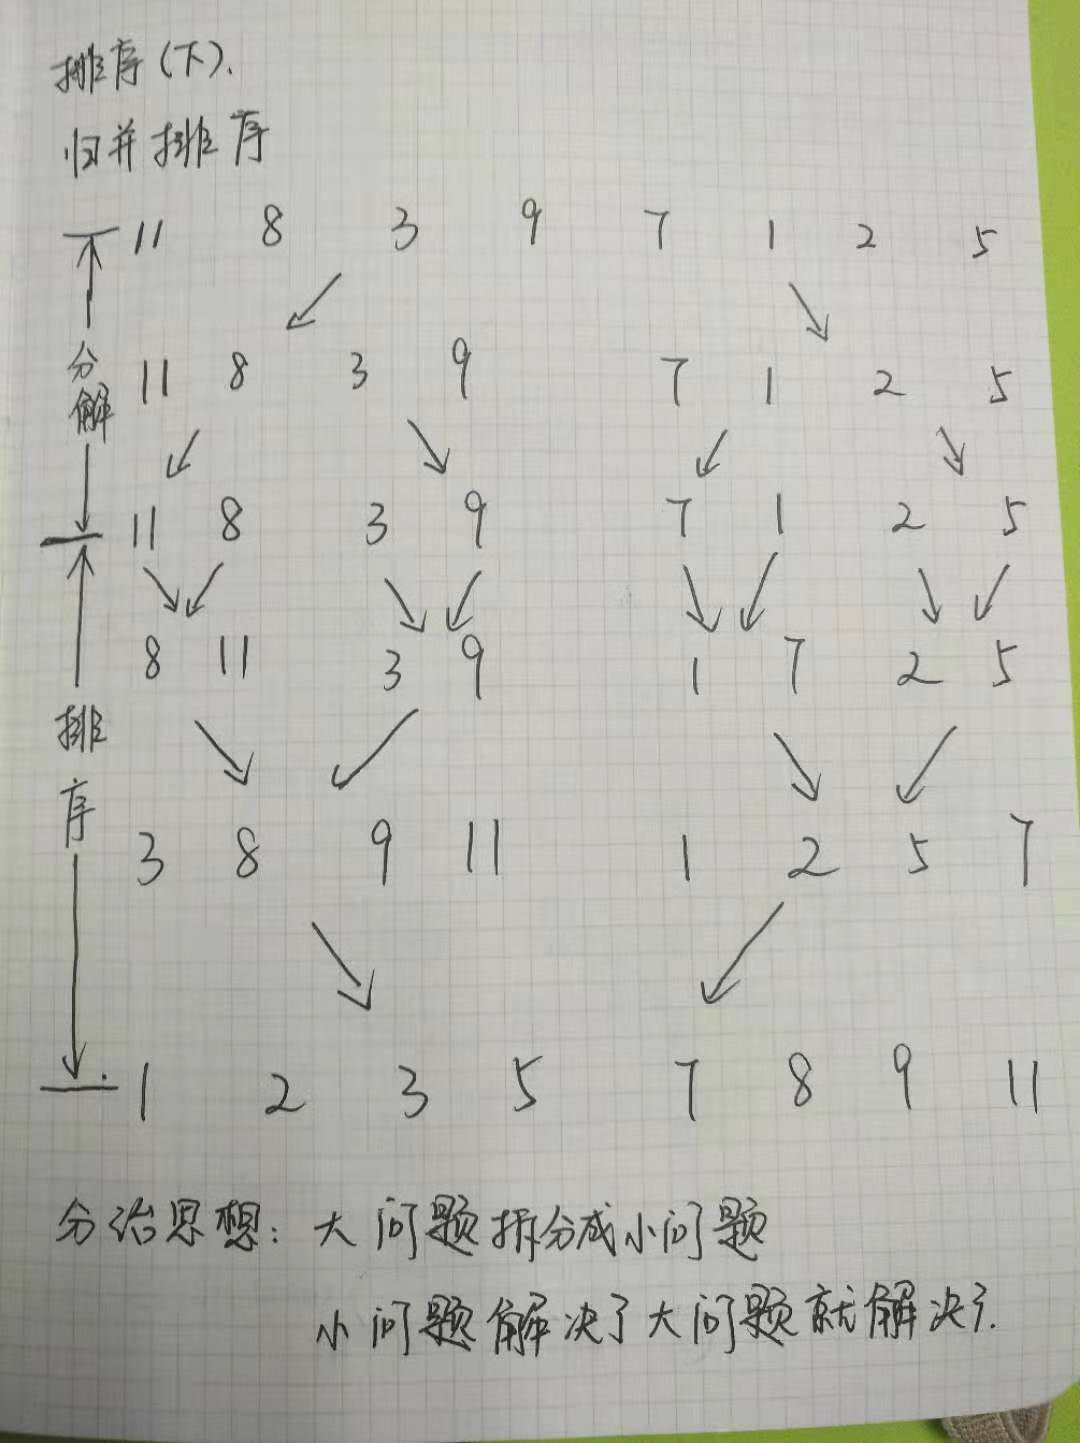 排序(下).
归并排序
11 8 3 9 7 1 2 5
分解
11 8 3 9 7 1 2 5
11 8 3 9 7 1 2 5
8 11 3 9 1 7 2 5
排序
3 8 9 11 1 2 5 7
1 2 3 5 7 8 9 11
分治思想: 大问题拆分成小问题
小问题解决了大问题就解决了.